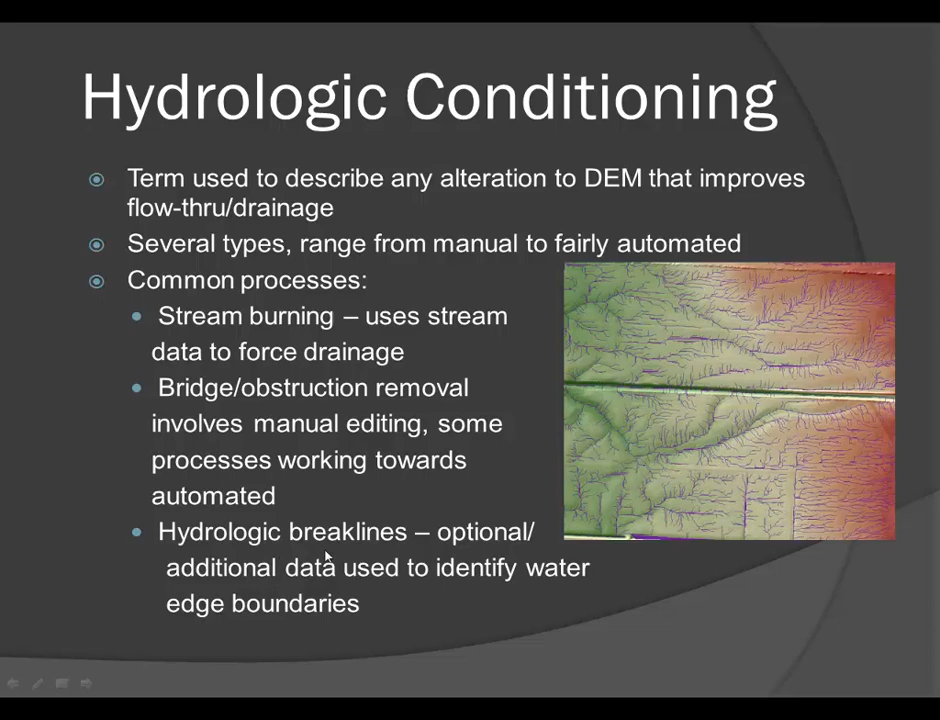 Hydrologic Conditioning
Term used to describe any alteration to DEM that improves
flow-thru/drainage
Several types, range from manual to fairly automated
Common processes:
Stream burning – uses stream
data to force drainage
Bridge/obstruction removal
involves manual editing, some
processes working towards
automated
Hydrologic breaklines – optional/
additional data used to identify water
edge boundaries